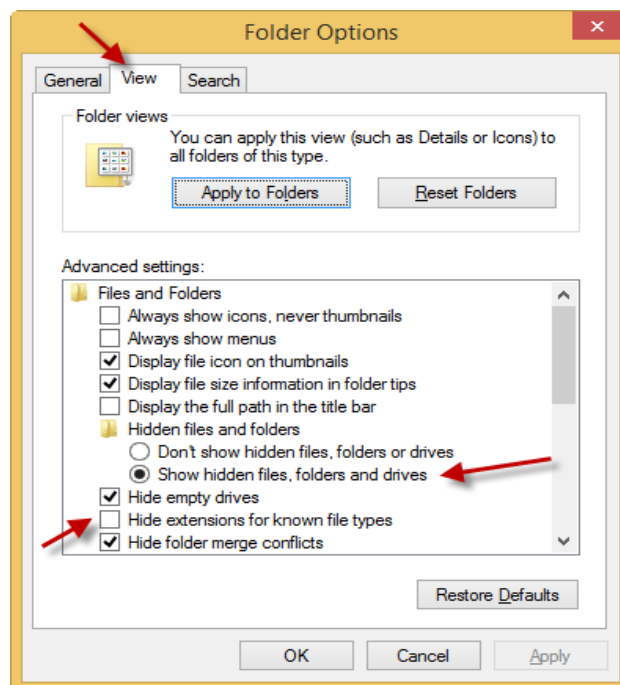 Folder Options
General View Search
Folder views
You can apply this view (such as Details or Icons) to
all folders of this type.
Apply to Folders Reset Folders
Advanced settings:
Files and Folders
Always show icons, never thumbnails
Always show menus
Display file icon on thumbnails
Display file size information in folder tips
Display the full path in the title bar
Hidden files and folders
Don't show hidden files, folders or drives
Show hidden files, folders and drives
Hide empty drives
Hide extensions for known file types
Hide folder merge conflicts
Restore Defaults
OK Cancel Apply